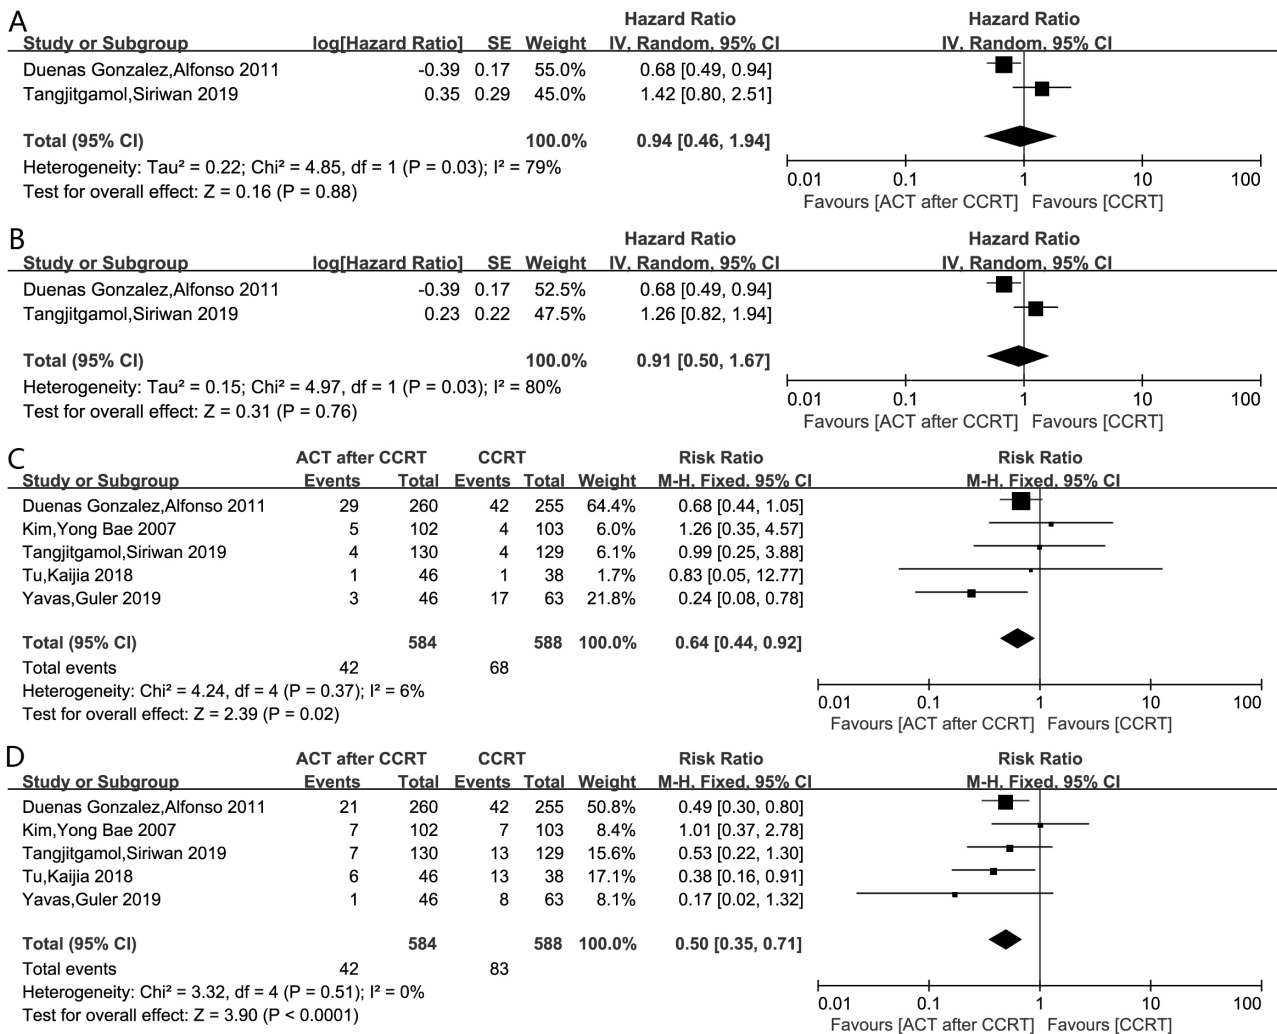 A
Hazard Ratio Hazard Ratio
Study or Subgroup log[Hazard Ratio] SE Weight IV, Random, 95% CI IV, Random, 95% CI
Duenas Gonzalez,Alfonso 2011 -0.39 0.17 55.0% 0.68 [0.49, 0.94]
Tangjitgamol,Siriwan 2019 0.35 0.29 45.0% 1.42 [0.80, 2.51]
Total (95% CI) 100.0% 0.94 [0.46, 1.94]
Heterogeneity: Tau² = 0.22; Chi² = 4.85, df = 1 (P = 0.03); I² = 79%
Test for overall effect: Z = 0.16 (P = 0.88)
0.01 0.1 1 10 100
Favours [ACT after CCRT] Favours [CCRT]
B
Hazard Ratio Hazard Ratio
Study or Subgroup log[Hazard Ratio] SE Weight IV, Random, 95% CI IV, Random, 95% CI
Duenas Gonzalez,Alfonso 2011 -0.39 0.17 52.5% 0.68 [0.49, 0.94]
Tangjitgamol,Siriwan 2019 0.23 0.22 47.5% 1.26 [0.82, 1.94]
Total (95% CI) 100.0% 0.91 [0.50, 1.67]
Heterogeneity: Tau² = 0.15; Chi² = 4.97, df = 1 (P = 0.03); I² = 80%
Test for overall effect: Z = 0.31 (P = 0.76)
0.01 0.1 1 10 100
Favours [ACT after CCRT] Favours [CCRT]
C
ACT after CCRT CCRT Risk Ratio Risk Ratio
Study or Subgroup Events Total Events Total Weight M-H, Fixed, 95% CI M-H, Fixed, 95% CI
Duenas Gonzalez,Alfonso 2011 29 260 42 255 64.4% 0.68 [0.44, 1.05]
Kim,Yong Bae 2007 5 102 4 103 6.0% 1.26 [0.35, 4.57]
Tangjitgamol,Siriwan 2019 4 130 4 129 6.1% 0.99 [0.25, 3.88]
Tu,Kaijia 2018 1 46 1 38 1.7% 0.83 [0.05, 12.77]
Yavas,Guler 2019 3 46 17 63 21.8% 0.24 [0.08, 0.78]
Total (95% CI) 584 588 100.0% 0.64 [0.44, 0.92]
Total events 42 68
Heterogeneity: Chi² = 4.24, df = 4 (P = 0.37); I² = 6%
Test for overall effect: Z = 2.39 (P = 0.02)
0.01 0.1 1 10 100
Favours [ACT after CCRT] Favours [CCRT]
D
ACT after CCRT CCRT Risk Ratio Risk Ratio
Study or Subgroup Events Total Events Total Weight M-H, Fixed, 95% CI M-H, Fixed, 95% CI
Duenas Gonzalez,Alfonso 2011 21 260 42 255 50.8% 0.49 [0.30, 0.80]
Kim,Yong Bae 2007 7 102 7 103 8.4% 1.01 [0.37, 2.78]
Tangjitgamol,Siriwan 2019 7 130 13 129 15.6% 0.53 [0.22, 1.30]
Tu,Kaijia 2018 6 46 13 38 17.1% 0.38 [0.16, 0.91]
Yavas,Guler 2019 1 46 8 63 8.1% 0.17 [0.02, 1.32]
Total (95% CI) 584 588 100.0% 0.50 [0.35, 0.71]
Total events 42 83
Heterogeneity: Chi² = 3.32, df = 4 (P = 0.51); I² = 0%
Test for overall effect: Z = 3.90 (P < 0.0001)
0.01 0.1 1 10 100
Favours [ACT after CCRT] Favours [CCRT]